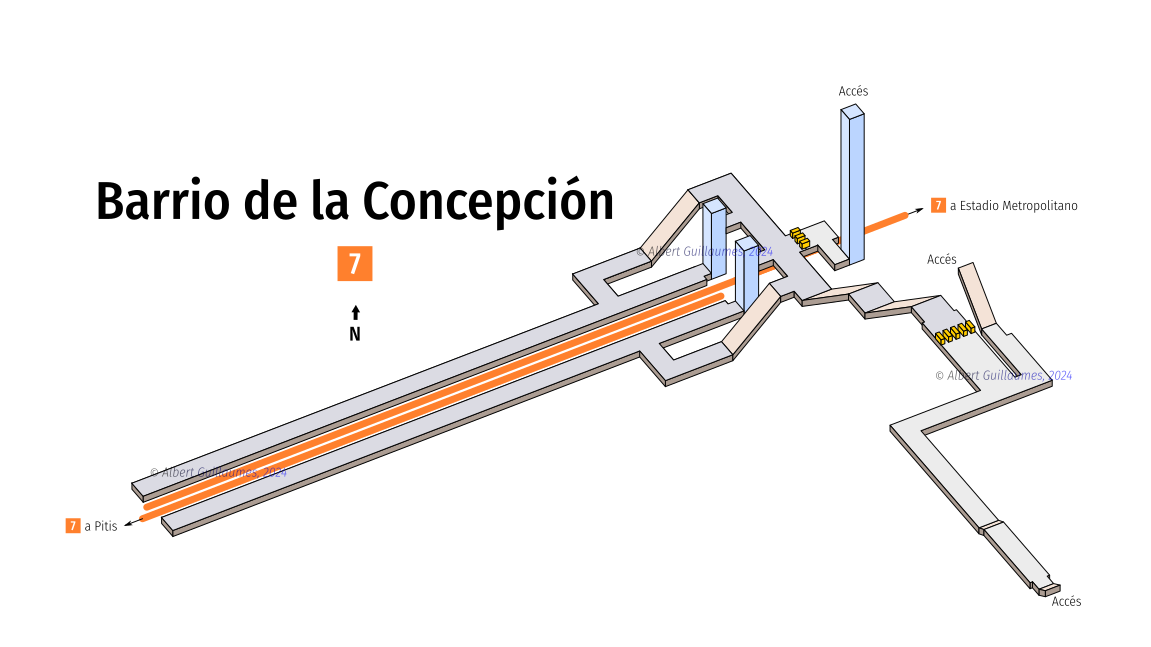 Accés
Barrio de la Concepción
7 a Estadio Metropolitano
© Albert Guillaumes, 2024
7
Accés
N
© Albert Guillaumes, 2024
© Albert Guillaumes, 2024
7 a Pitis
Accés